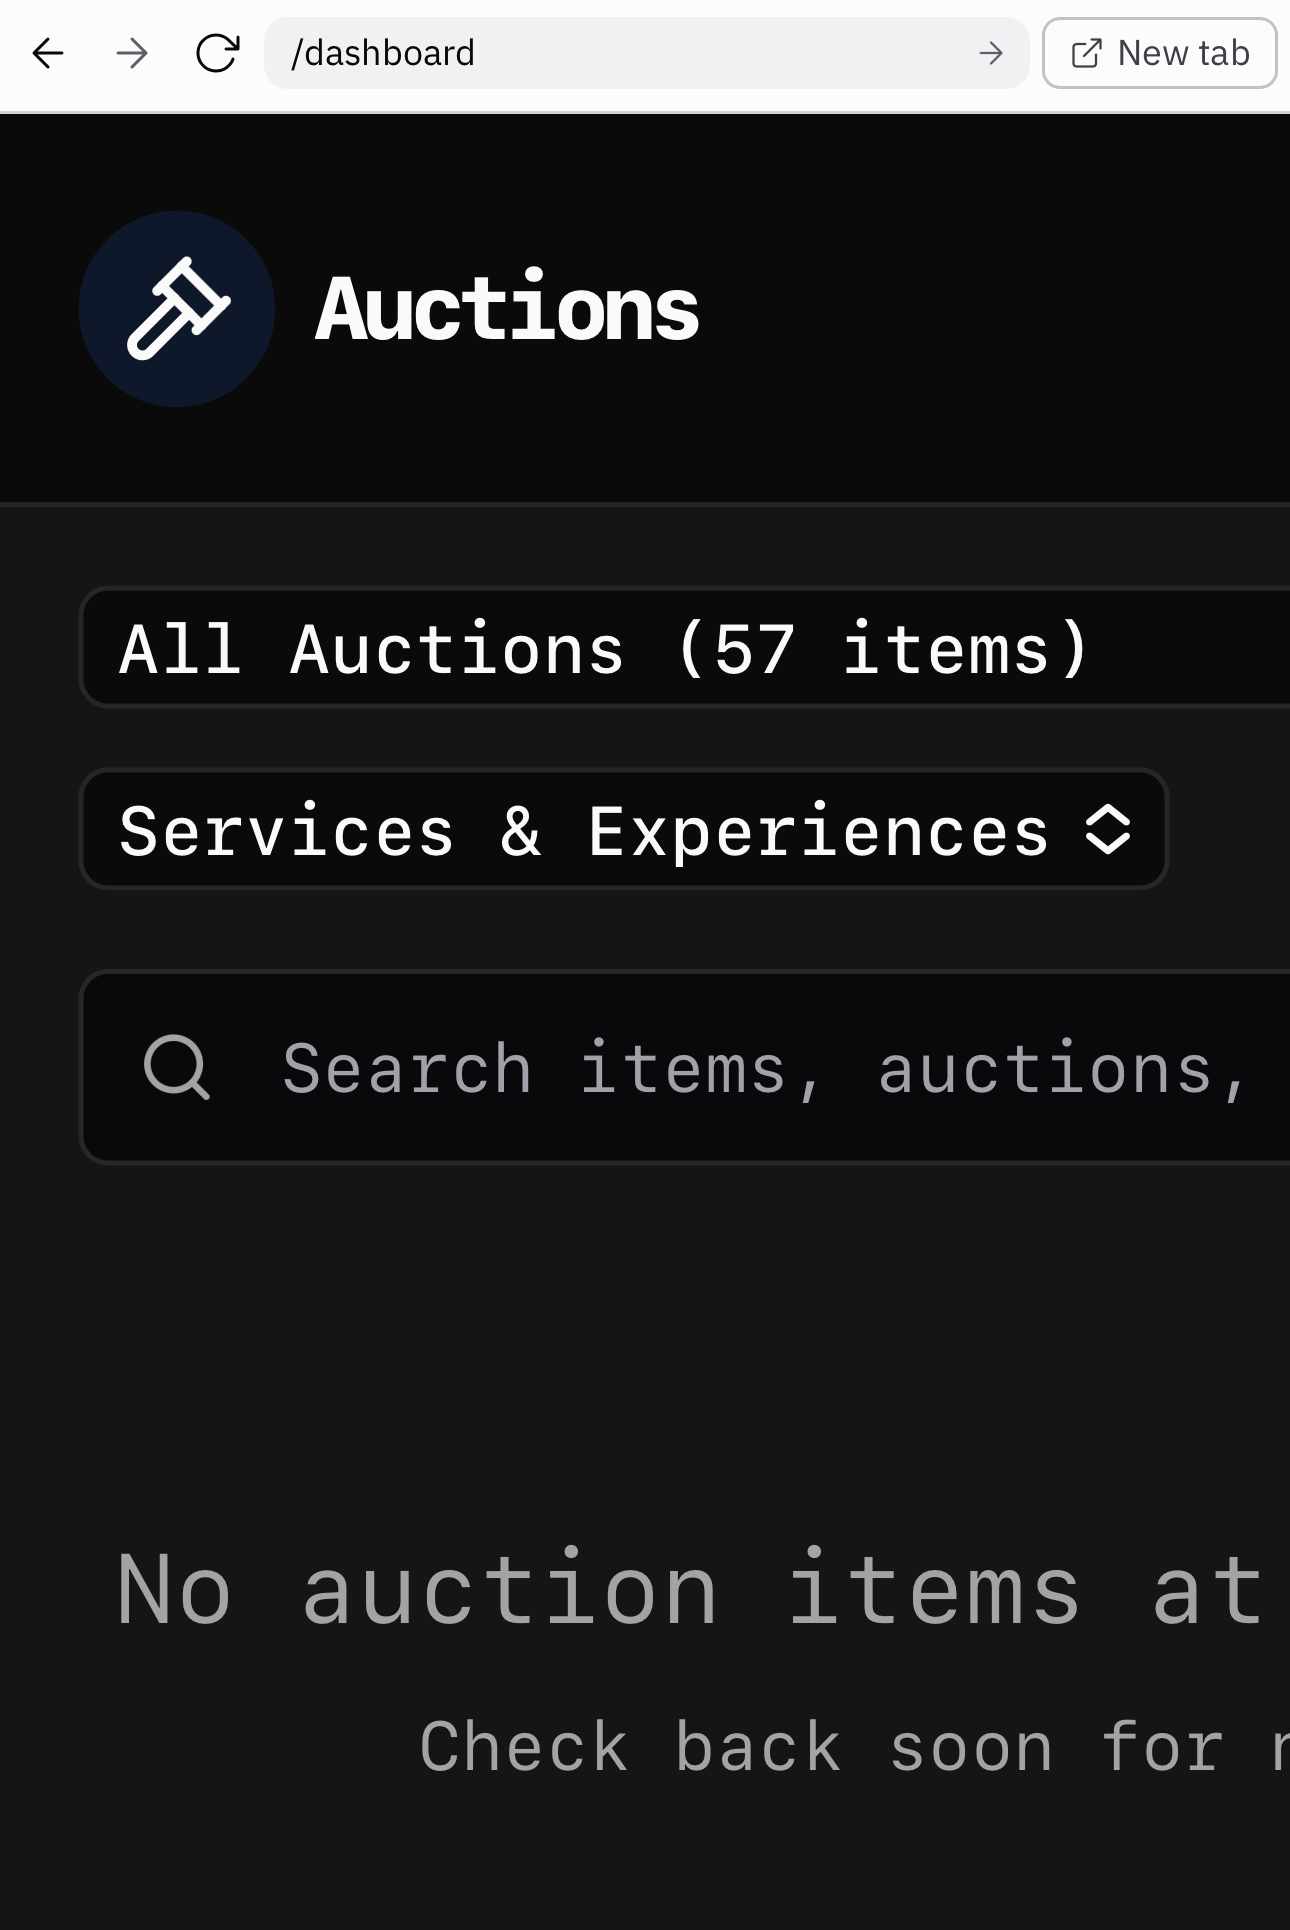 /dashboard
New tab
Auctions
All Auctions (57 items)
Services & Experiences
Search items, auctions,
No auction items at
Check back soon for